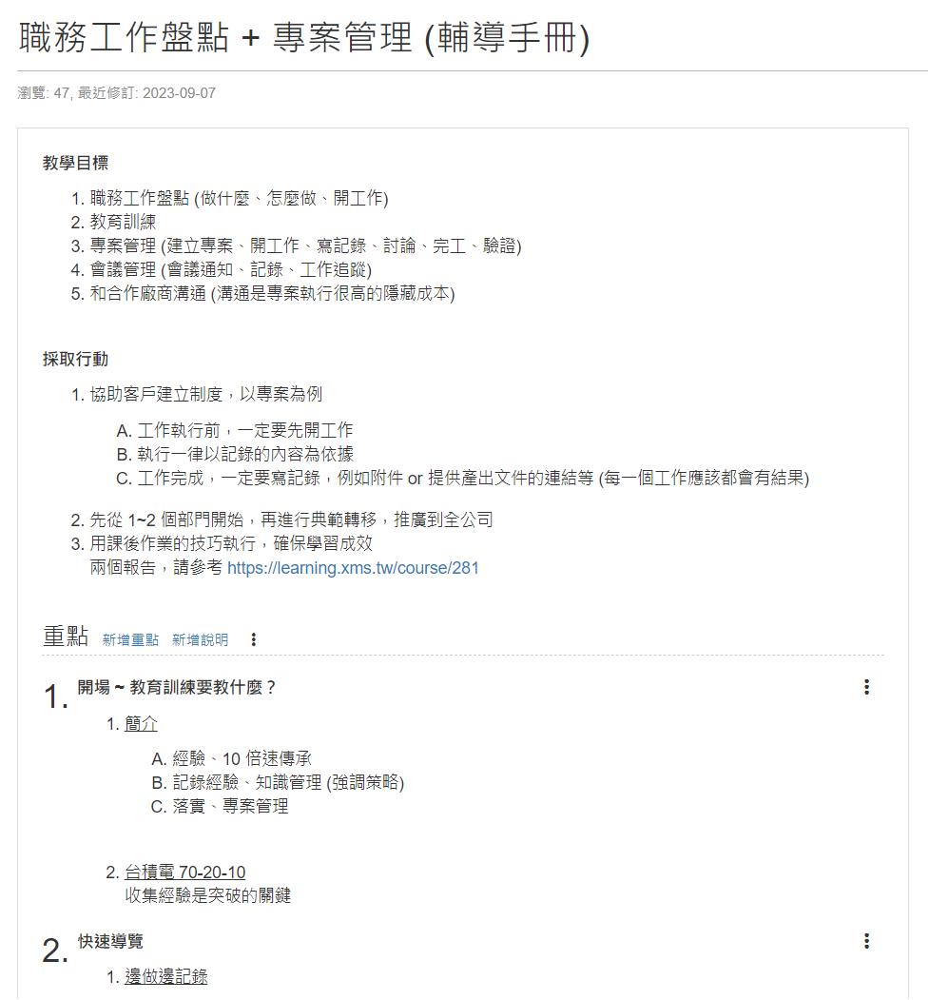 職務工作盤點 + 專案管理 (輔導手冊)
瀏覽: 47, 最近修訂: 2023-09-07
教學目標
1. 職務工作盤點 (做什麼、怎麼做、開工作)
2. 教育訓練
3. 專案管理 (建立專案、開工作、寫記錄、討論、完工、驗證)
4. 會議管理 (會議通知、記錄、工作追蹤)
5. 和合作廠商溝通 (溝通是專案執行很高的隱藏成本)
採取行動
1. 協助客戶建立制度，以專案為例
A. 工作執行前，一定要先開工作
B. 執行一律以記錄的內容為依據
C. 工作完成，一定要寫記錄，例如附件 or 提供產出文件的連結等 (每一個工作應該都會有結果)
2. 先從 1~2 個部門開始，再進行典範轉移，推廣到全公司
3. 用課後作業的技巧執行，確保學習成效
兩個報告，請參考 https://learning.xms.tw/course/281
重點 新增重點 新增說明
1. 開場 ~ 教育訓練要教什麼？
1. 簡介
A. 經驗、10 倍速傳承
B. 記錄經驗、知識管理 (強調策略)
C. 落實、專案管理
2. 台積電 70-20-10
收集經驗是突破的關鍵
2. 快速導覽
1. 邊做邊記錄